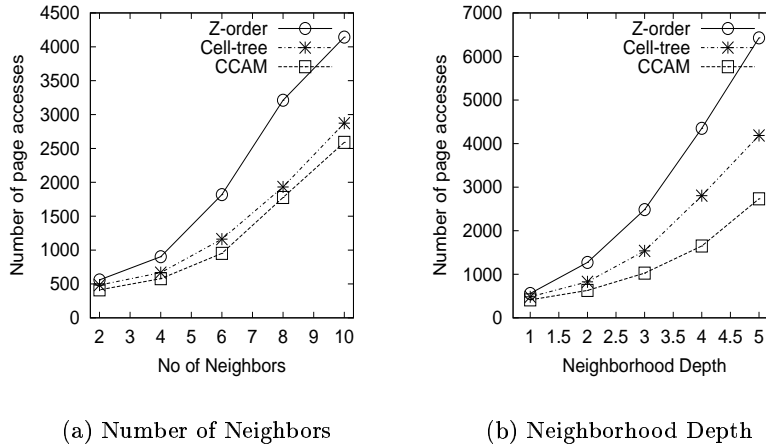 4500
4000
3500
3000
2500
2000
1500
1000
500
0
Number of page accesses
Z-order
Cell-tree
CCAM
2 3 4 5 6 7 8 9 10
No of Neighbors
(a) Number of Neighbors
7000
6000
5000
4000
3000
2000
1000
0
Number of page accesses
Z-order
Cell-tree
CCAM
1 1.5 2 2.5 3 3.5 4 4.5 5
Neighborhood Depth
(b) Neighborhood Depth